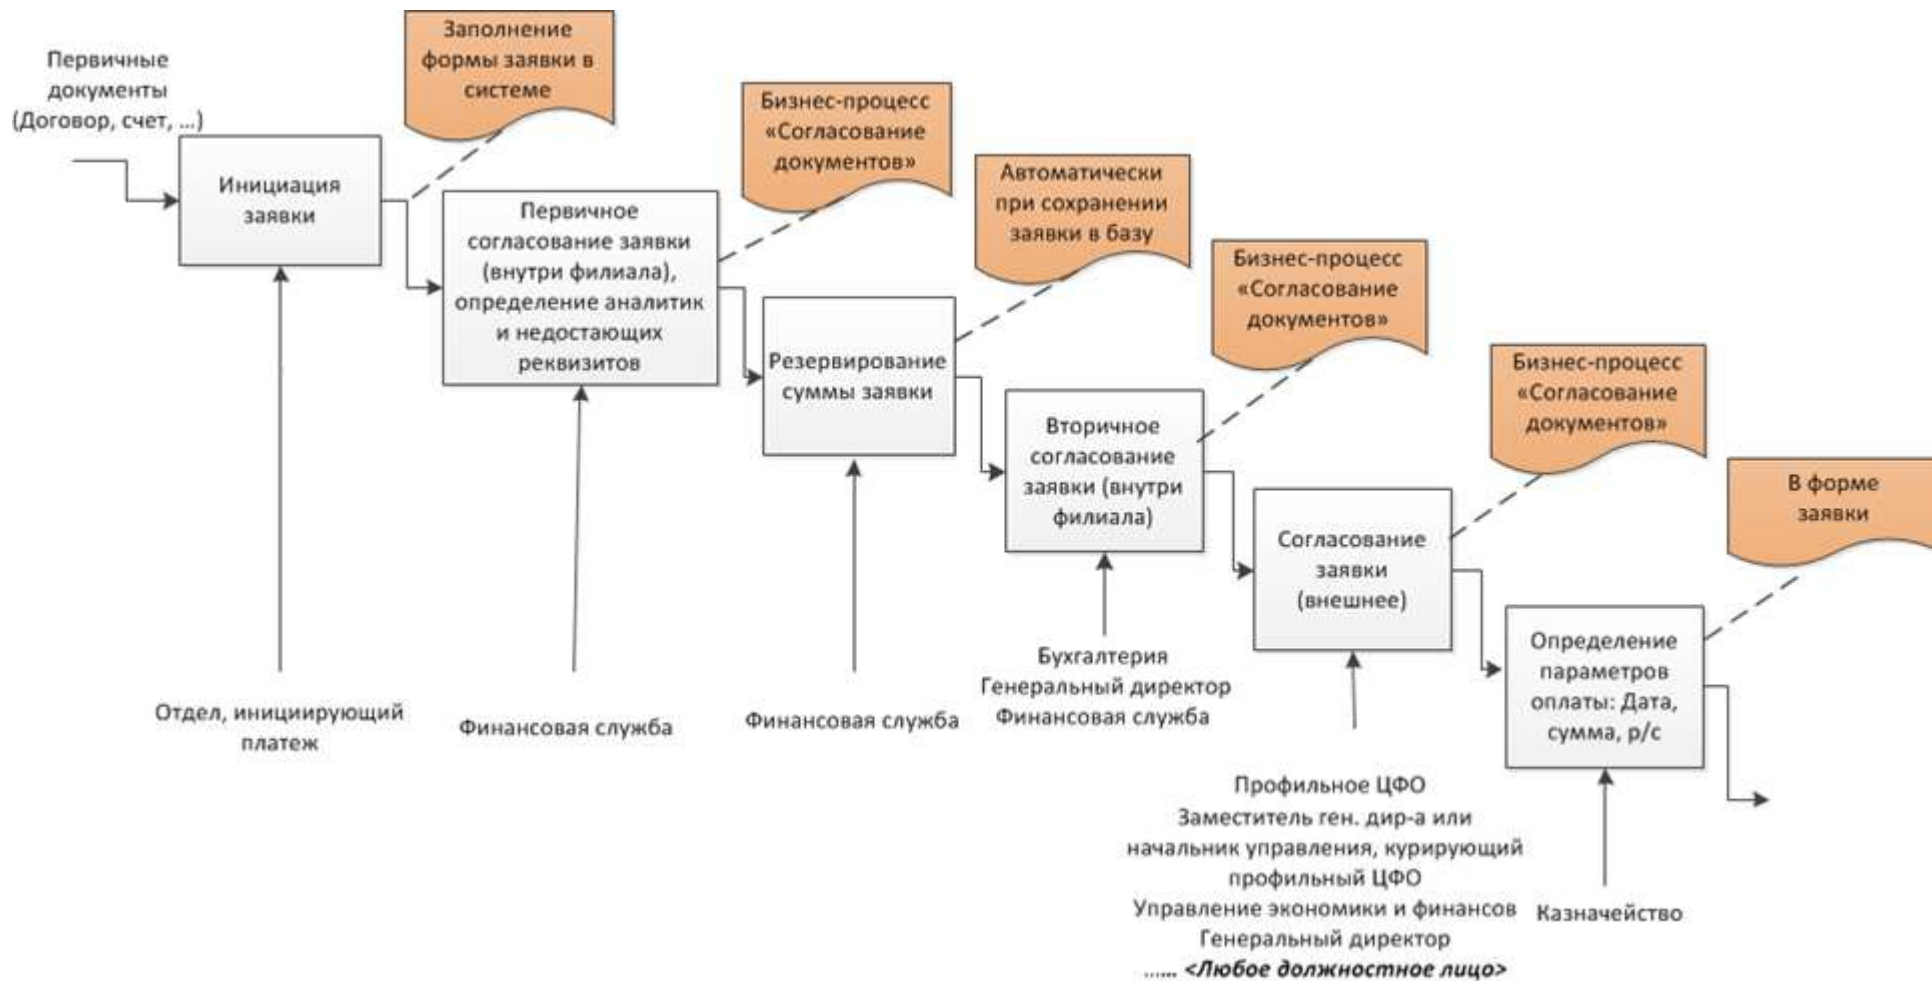 Первичные
документы
(Договор, счет, ...)
Заполнение
формы заявки в
системе
Инициация
заявки
Отдел, инициирующий
платеж
Бизнес-процесс
«Согласование
документов»
Первичное
согласование заявки
(внутри филиала),
определение аналитик
и недостающих
реквизитов
Финансовая служба
Автоматически
при сохранении
заявки в базу
Резервирование
суммы заявки
Финансовая служба
Бизнес-процесс
«Согласование
документов»
Вторичное
согласование
заявки (внутри
филиала)
Бухгалтерия
Генеральный директор
Финансовая служба
Бизнес-процесс
«Согласование
документов»
Согласование
заявки
(внешнее)
Профильное ЦФО
Заместитель ген. дир-а или
начальник управления, курирующий
профильный ЦФО
Управление экономики и финансов
Генеральный директор
...... <Любое должностное лицо>
В форме
заявки
Определение
параметров
оплаты: Дата,
сумма, р/с
Казначейство